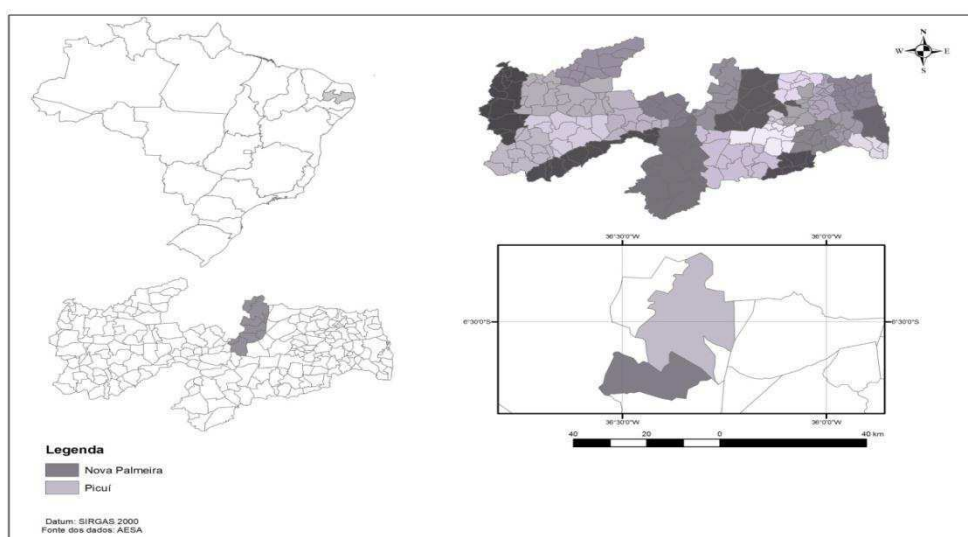 N
W E
S
36°30'0"W 36°0'0"W
6°30'0"S 6°30'0"S
36°30'0"W 36°0'0"W
40 20 0 40 km
Legenda
Nova Palmeira
Picuí
Datum: SIRGAS 2000
Fonte dos dados: AESA